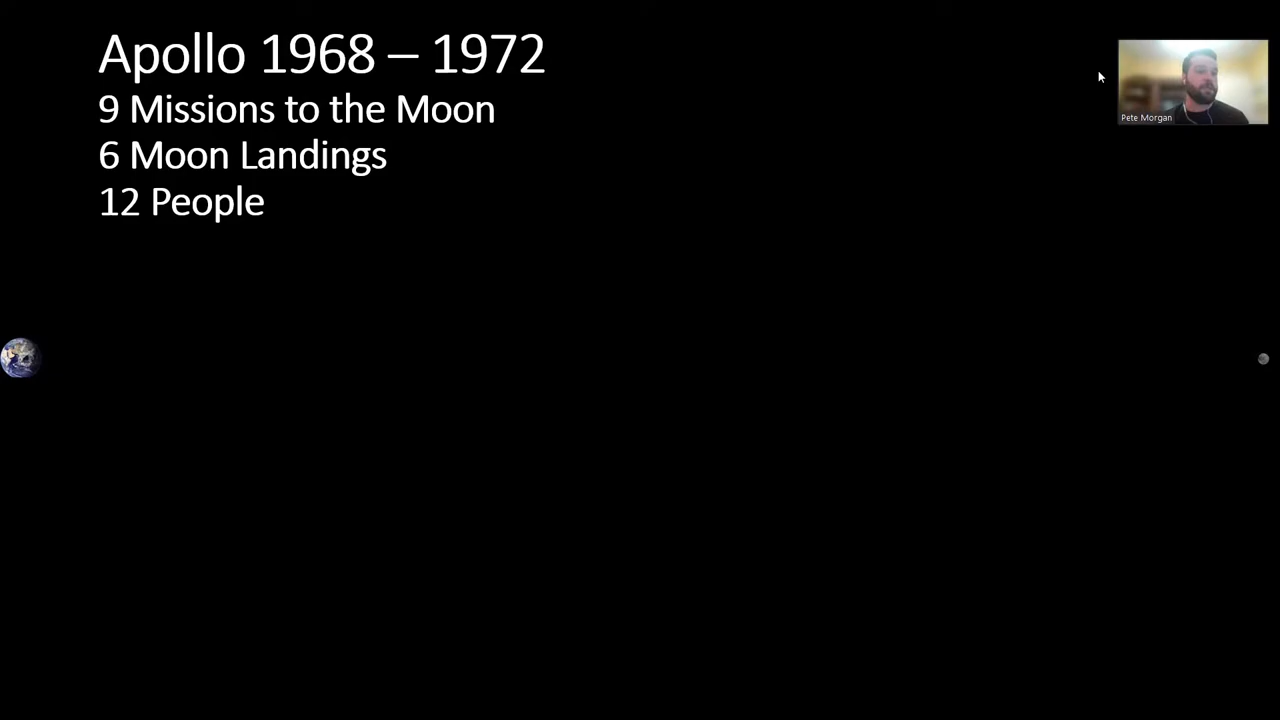 Apollo 1968 – 1972
9 Missions to the Moon
6 Moon Landings
12 People
Pete Morgan